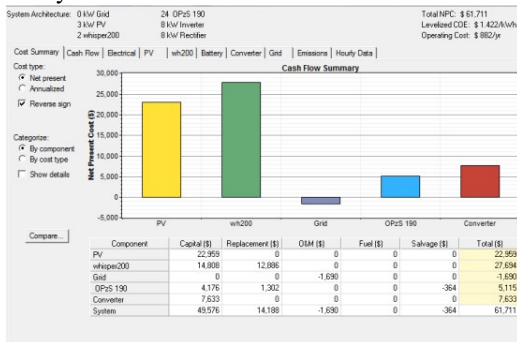 System Architecture: 0 kW Grid 24 OPzS 190 Total NPC: $ 61,711
3 kW PV 8 kW Inverter Levelized COE: $ 1.422/kWh
2 whisper200 8 kW Rectifier Operating Cost: $ 882/yr
Cost Summary Cash Flow Electrical PV wh200 Battery Converter Grid Emissions Hourly Data
Cost type:
Net present
Annualized
Reverse sign
Categorize:
By component
By cost type
Show details
Compare...
Cash Flow Summary
Net Present Cost ($)
30,000
25,000
20,000
15,000
10,000
5,000
0
-5,000
PV wh200 Grid OPzS 190 Converter
Component Capital ($) Replacement ($) O&M ($) Fuel ($) Salvage ($) Total ($)
PV 22,959 0 0 0 0 22,959
whisper200 14,808 12,886 0 0 0 27,694
Grid 0 0 -1,690 0 0 -1,690
OPzS 190 4,176 1,302 0 0 -364 5,115
Converter 7,633 0 0 0 0 7,633
System 49,576 14,188 -1,690 0 -364 61,711